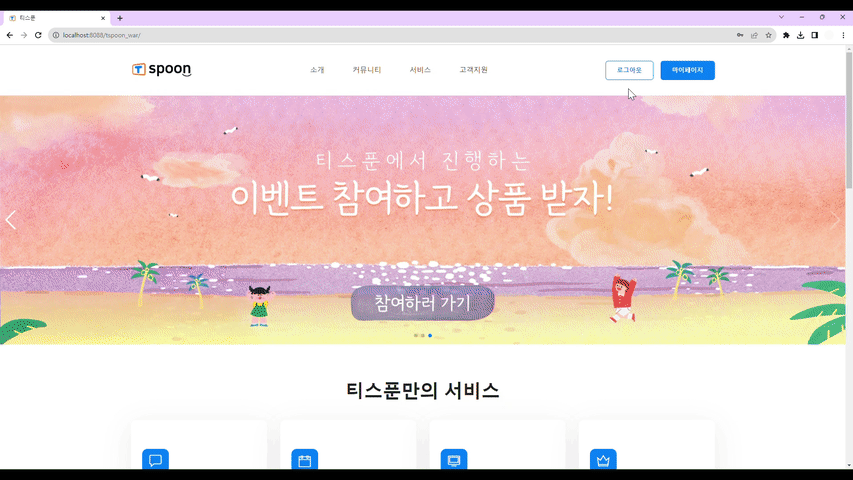 티스푼
localhost:8088/tspoon_war/
T spoon
소개
커뮤니티
서비스
고객지원
로그아웃
마이페이지
티스푼에서 진행하는
이벤트 참여하고 상품 받자!
참여하러 가기
티스푼만의 서비스